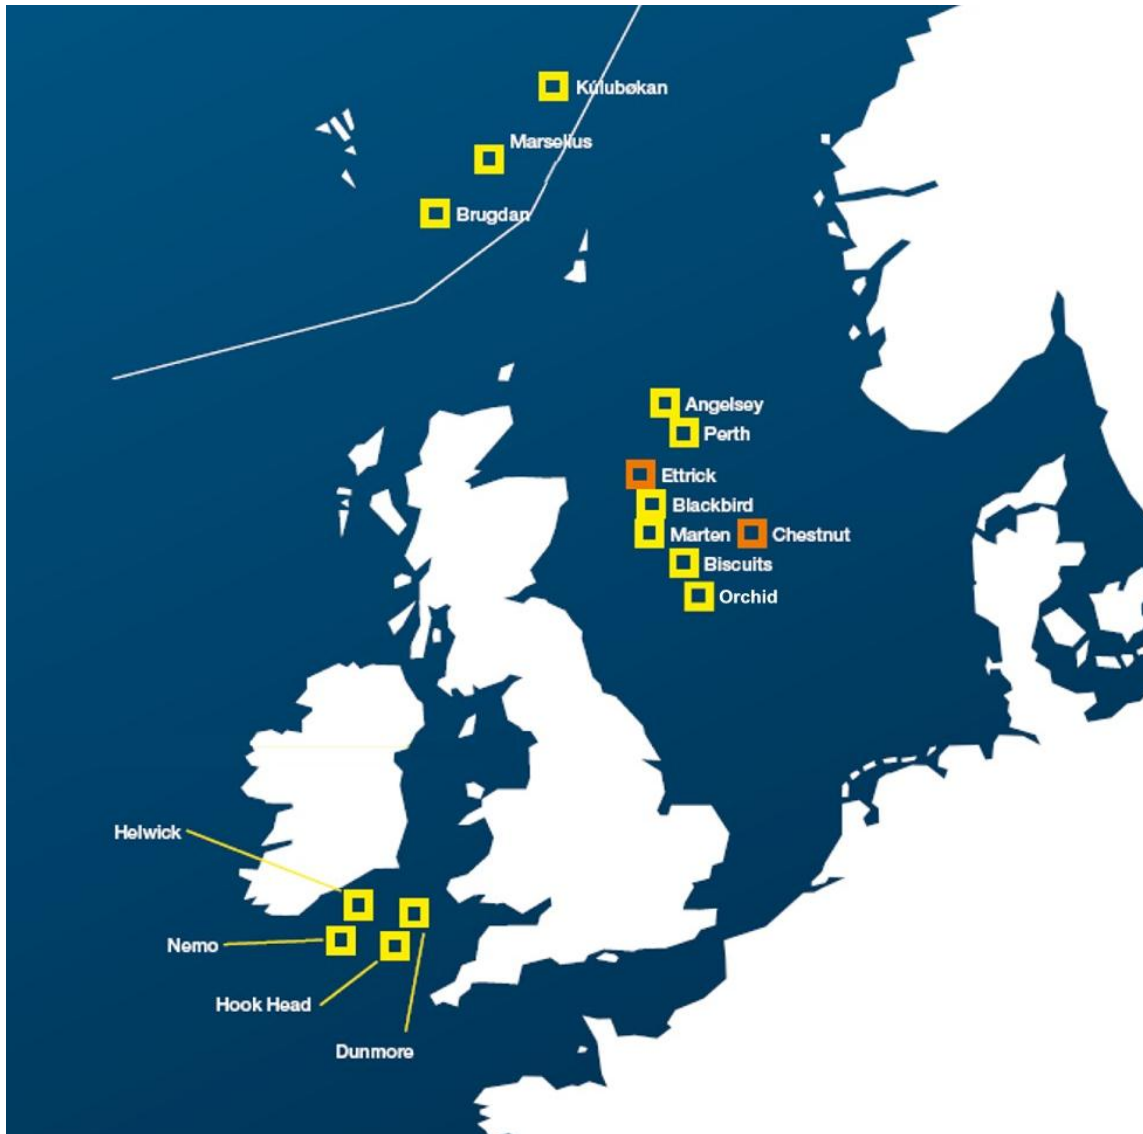 Kúlubøkan
Marselius
Brugdan
Angelsey
Perth
Ettrick
Blackbird
Marten
Chestnut
Biscuits
Orchid
Helwick
Nemo
Hook Head
Dunmore